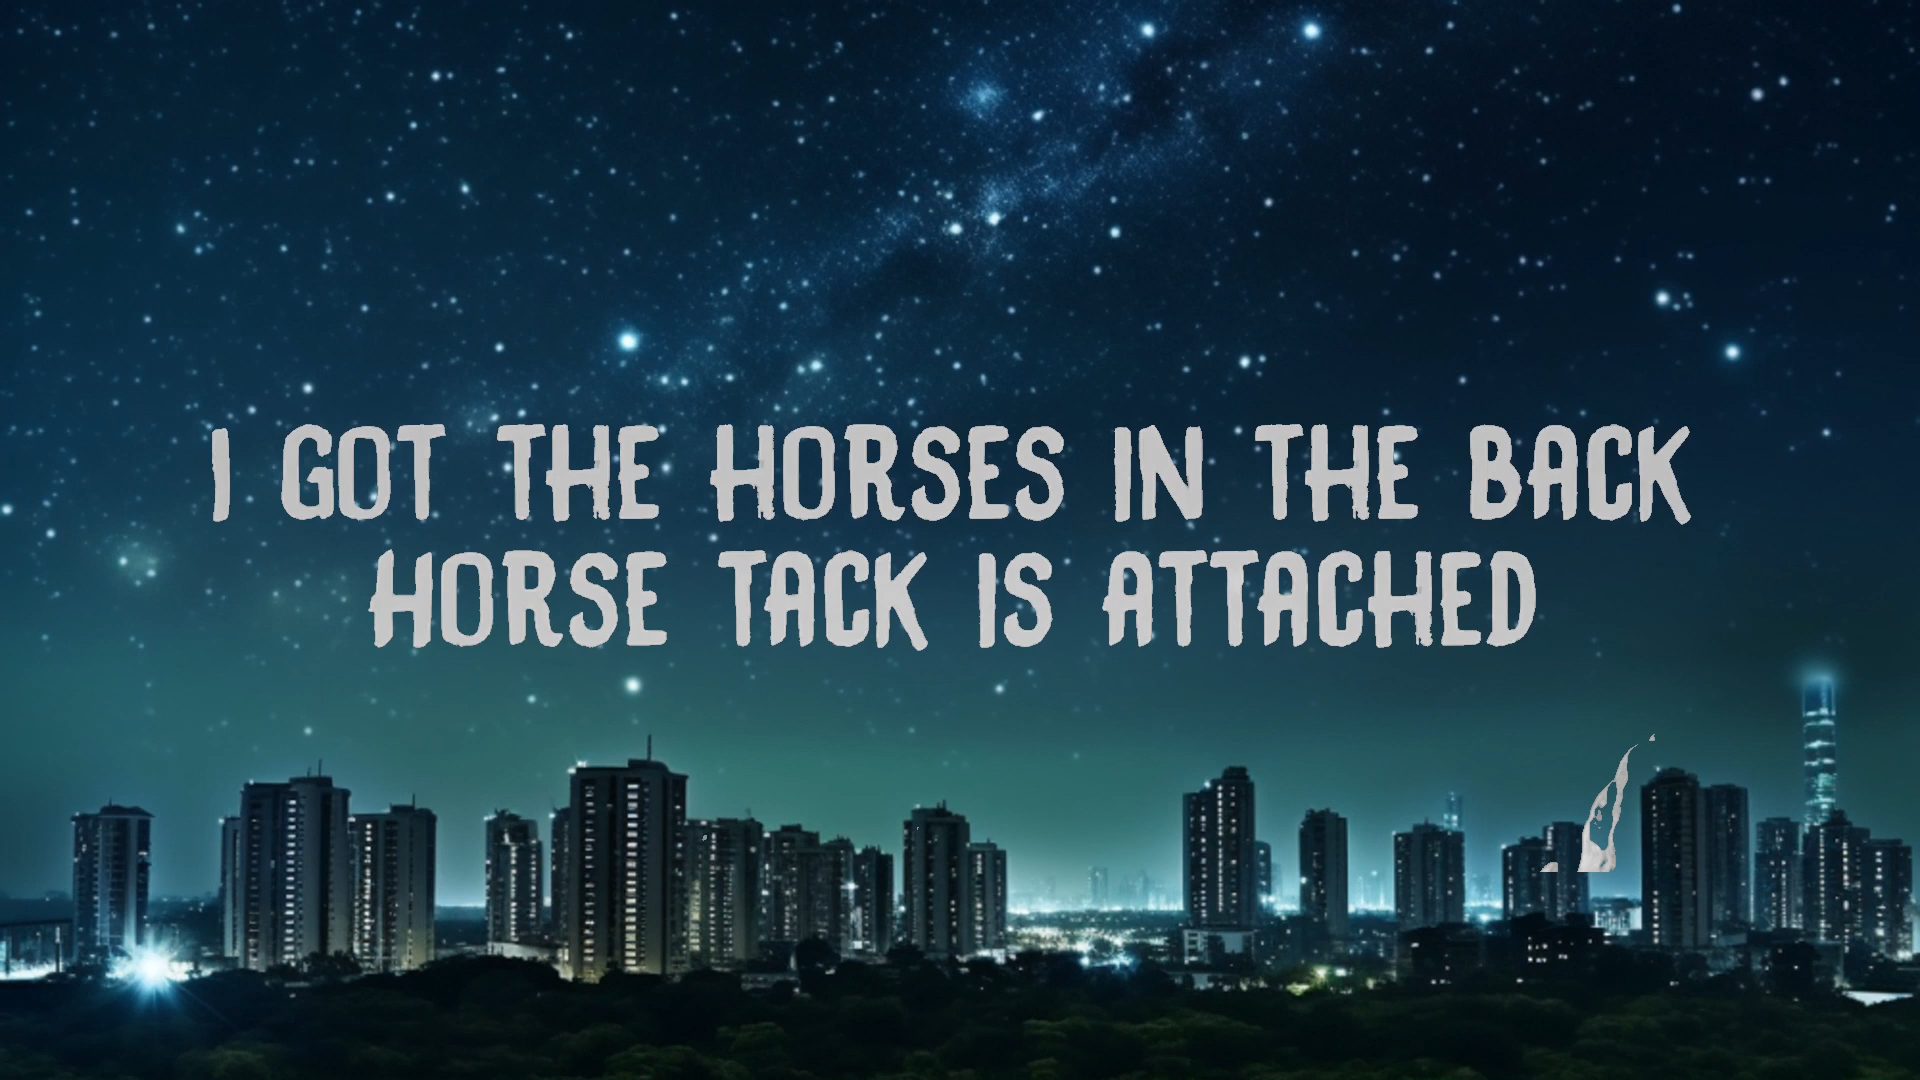 I GOT THE HORSES IN THE BACK
HORSE TACK IS ATTACHED